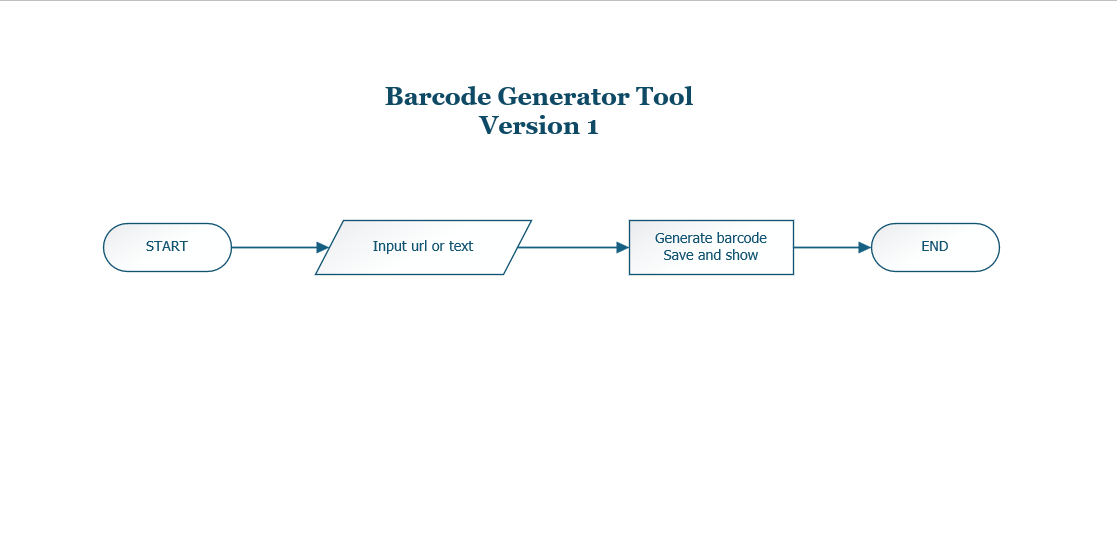 Barcode Generator Tool
Version 1
START
Input url or text
Generate barcode
Save and show
END